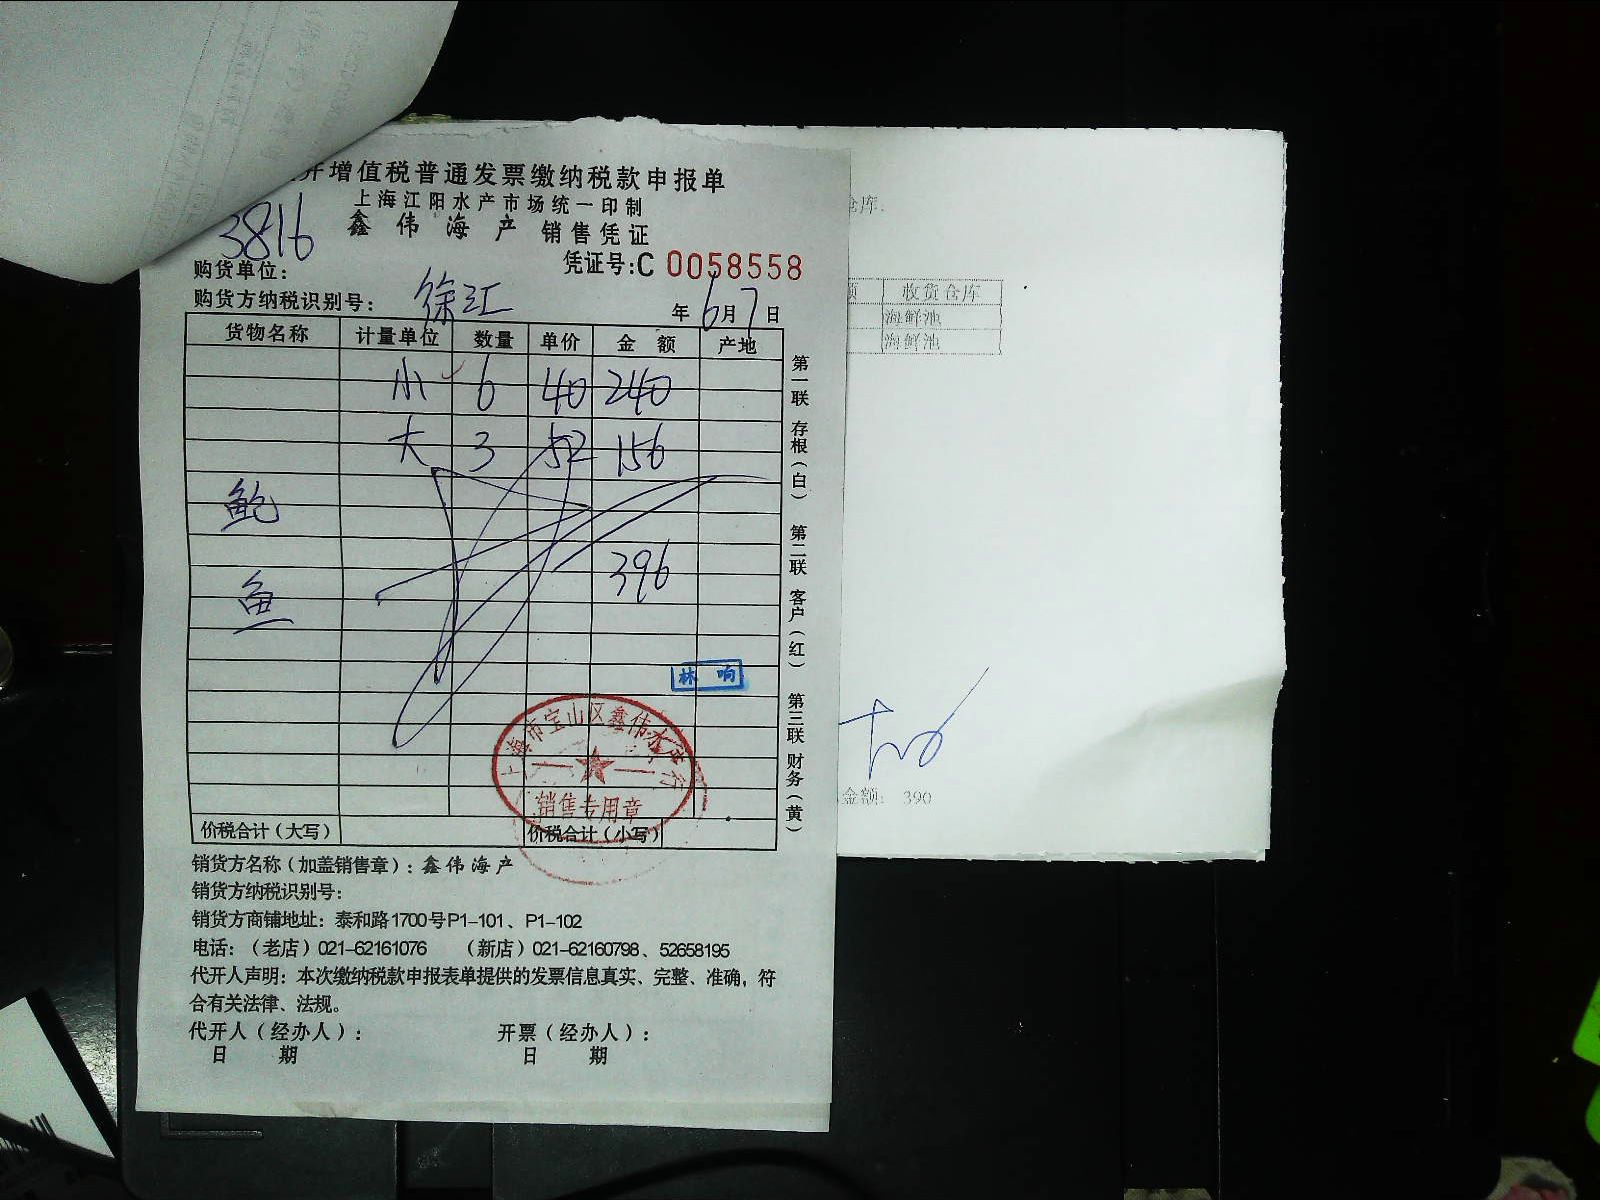 开增值税普通发票缴纳税款申报单
上海江阳水产市场统一印制
3816
鑫伟海产 销售凭证
凭证号:C 0058558
购货单位：
购货方纳税识别号： 徐汇
年 6月 7日
货物名称 计量单位 数量 单价 金额 产地
小 6 40 240
大 3 52 156
鲍
396
鱼
林 响
上海市宝山区鑫伟水产行
销售专用章
价税合计（大写） 价税合计（小写）
销货方名称（加盖销售章）：鑫伟海产
销货方纳税识别号：
销货方商铺地址：泰和路1700号P1-101、P1-102
电话：（老店）021-62161076 （新店）021-62160798、52658195
代开人声明：本次缴纳税款申报表单提供的发票信息真实、完整、准确，符
合有关法律、法规。
代开人（经办人）： 开票（经办人）：
日 期 日 期
第一联 存根（白） 第二联 客户（红） 第三联 财务（黄）
仓库：
额 收货仓库
海鲜池
海鲜池
金额： 390